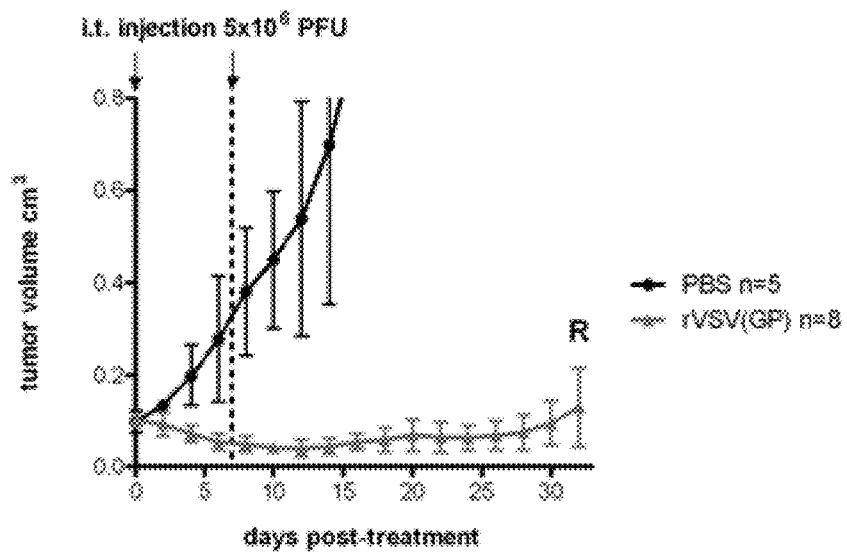 i.t. injection 5x10⁶ PFU
0.8
0.6
0.4
0.2
0.0
tumor volume cm³
0 5 10 15 20 25 30
days post-treatment
PBS n=5
rVSV(GP) n=8
R